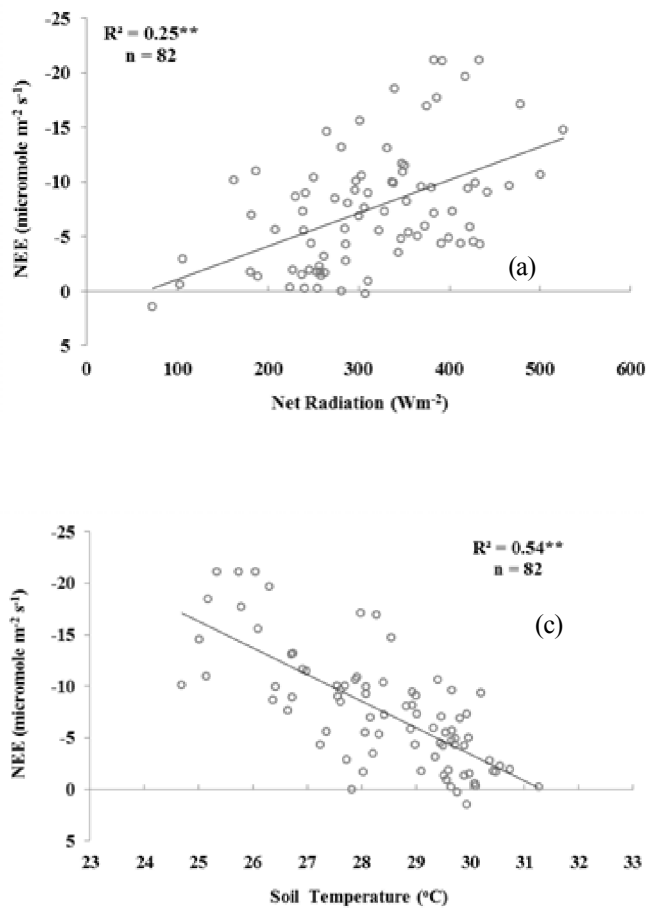 R² = 0.25**
n = 82
-25
-20
-15
-10
-5
0
5
NEE (micromole m⁻² s⁻¹)
(a)
0 100 200 300 400 500 600
Net Radiation (Wm⁻²)
R² = 0.54**
n = 82
-25
-20
-15
-10
-5
0
5
NEE (micromole m⁻² s⁻¹)
(c)
23 24 25 26 27 28 29 30 31 32 33
Soil Temperature (°C)